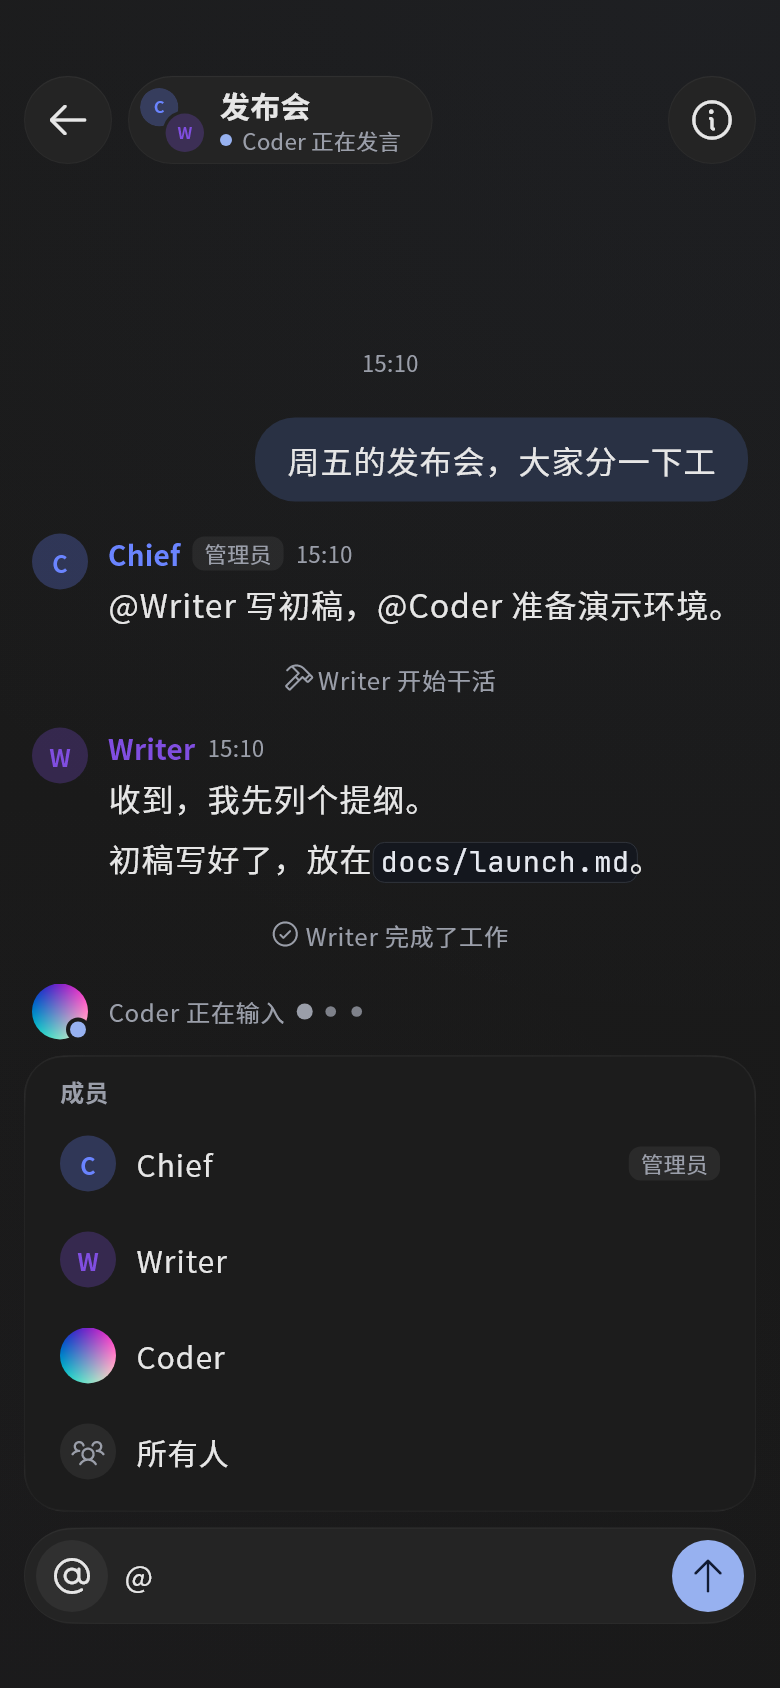 C
W
发布会
Coder 正在发言
15:10
周五的发布会，大家分一下工
C
Chief 管理员 15:10
@Writer 写初稿，@Coder 准备演示环境。
Writer 开始干活
W
Writer 15:10
收到，我先列个提纲。
初稿写好了，放在docs/launch.md。
Writer 完成了工作
Coder 正在输入
成员
C Chief 管理员
W Writer
Coder
所有人
@ @